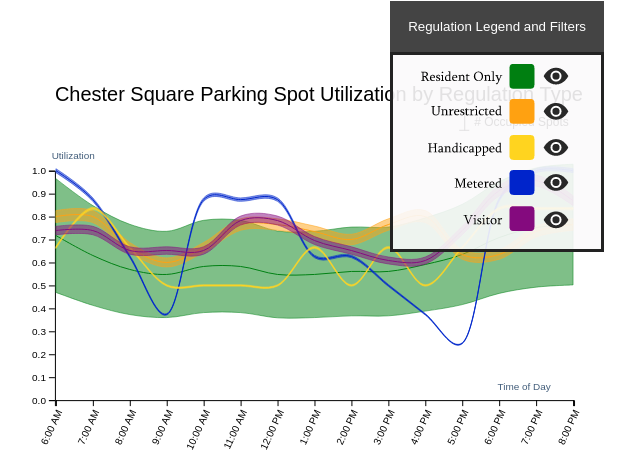 Regulation Legend and Filters
Resident Only
Chester Square Parking Spot Utilization by Regulation Type
Unrestricted
# Occupied Spots
Handicapped
Utilization
Metered
Visitor
1.0
0.9
0.8
0.7
0.6
0.5
0.4
0.3
0.2
0.1
0.0
Time of Day
6:00 AM
7:00 AM
8:00 AM
9:00 AM
10:00 AM
11:00 AM
12:00 PM
1:00 PM
2:00 PM
3:00 PM
4:00 PM
5:00 PM
6:00 PM
7:00 PM
8:00 PM